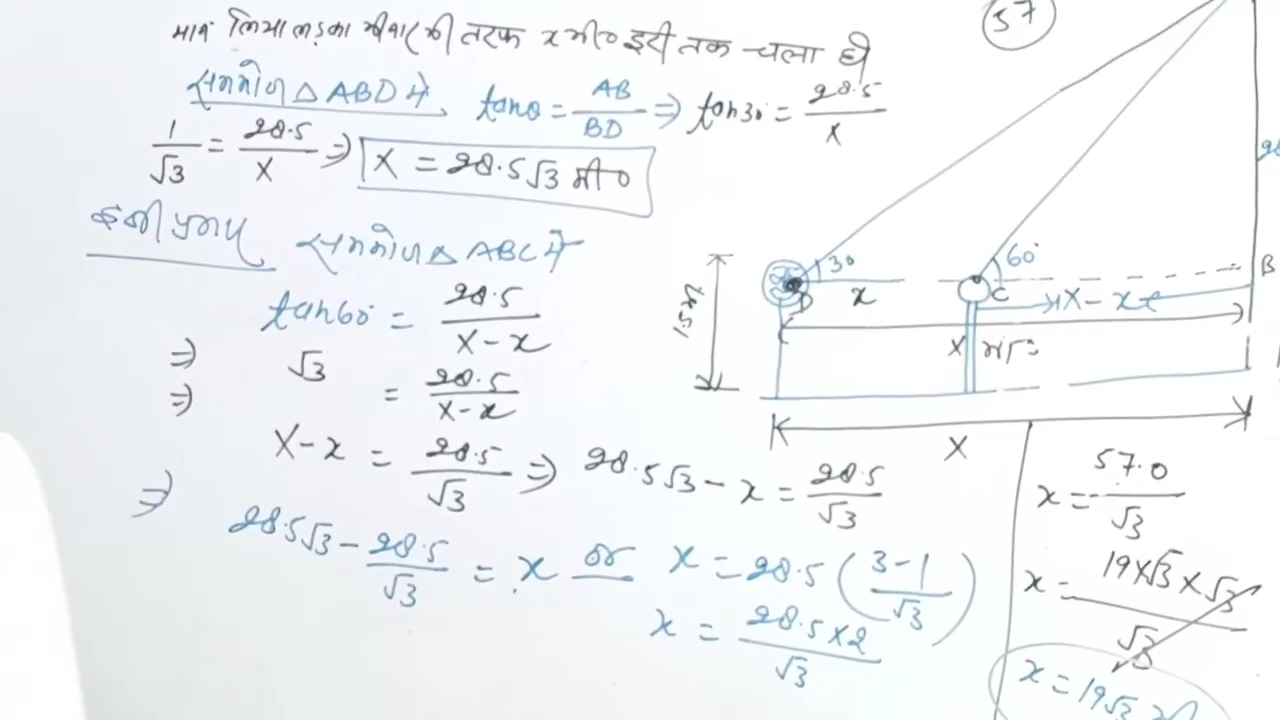 मान लिया लड़का मीनार की तरफ x मी० दूरी तक चला है
समकोण △ ABD में, tanθ = AB/BD ⇒ tan30° = 28.5/X
1/√3 = 28.5/X ⇒ X = 28.5√3 मी०
इसी प्रकार समकोण △ ABC में
tan60° = 28.5/X-x
⇒ √3 = 28.5/X-x
⇒
X-x = 28.5/√3 ⇒ 28.5√3 - x = 28.5/√3
⇒ 28.5√3 - 28.5/√3 = x or x = 28.5 (3-1/√3)
x = 28.5×2/√3
57
30
60°
B
D
x
C
X-x
1.5मी
X
X
x = 57.0/√3
x = 19×√3×√3/√3
x = 19√3